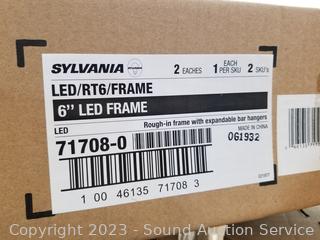 SYLVANIA
2 EACHES
1 EACH PER SKU
2 SKU's
LED/RT6/FRAME
6” LED FRAME
LED
Rough-in frame with expandable bar hangers
71708-0
MADE IN CHINA
061932
1 00 46135 71708 3
Copyright © 2023 - Sound Auction Service -